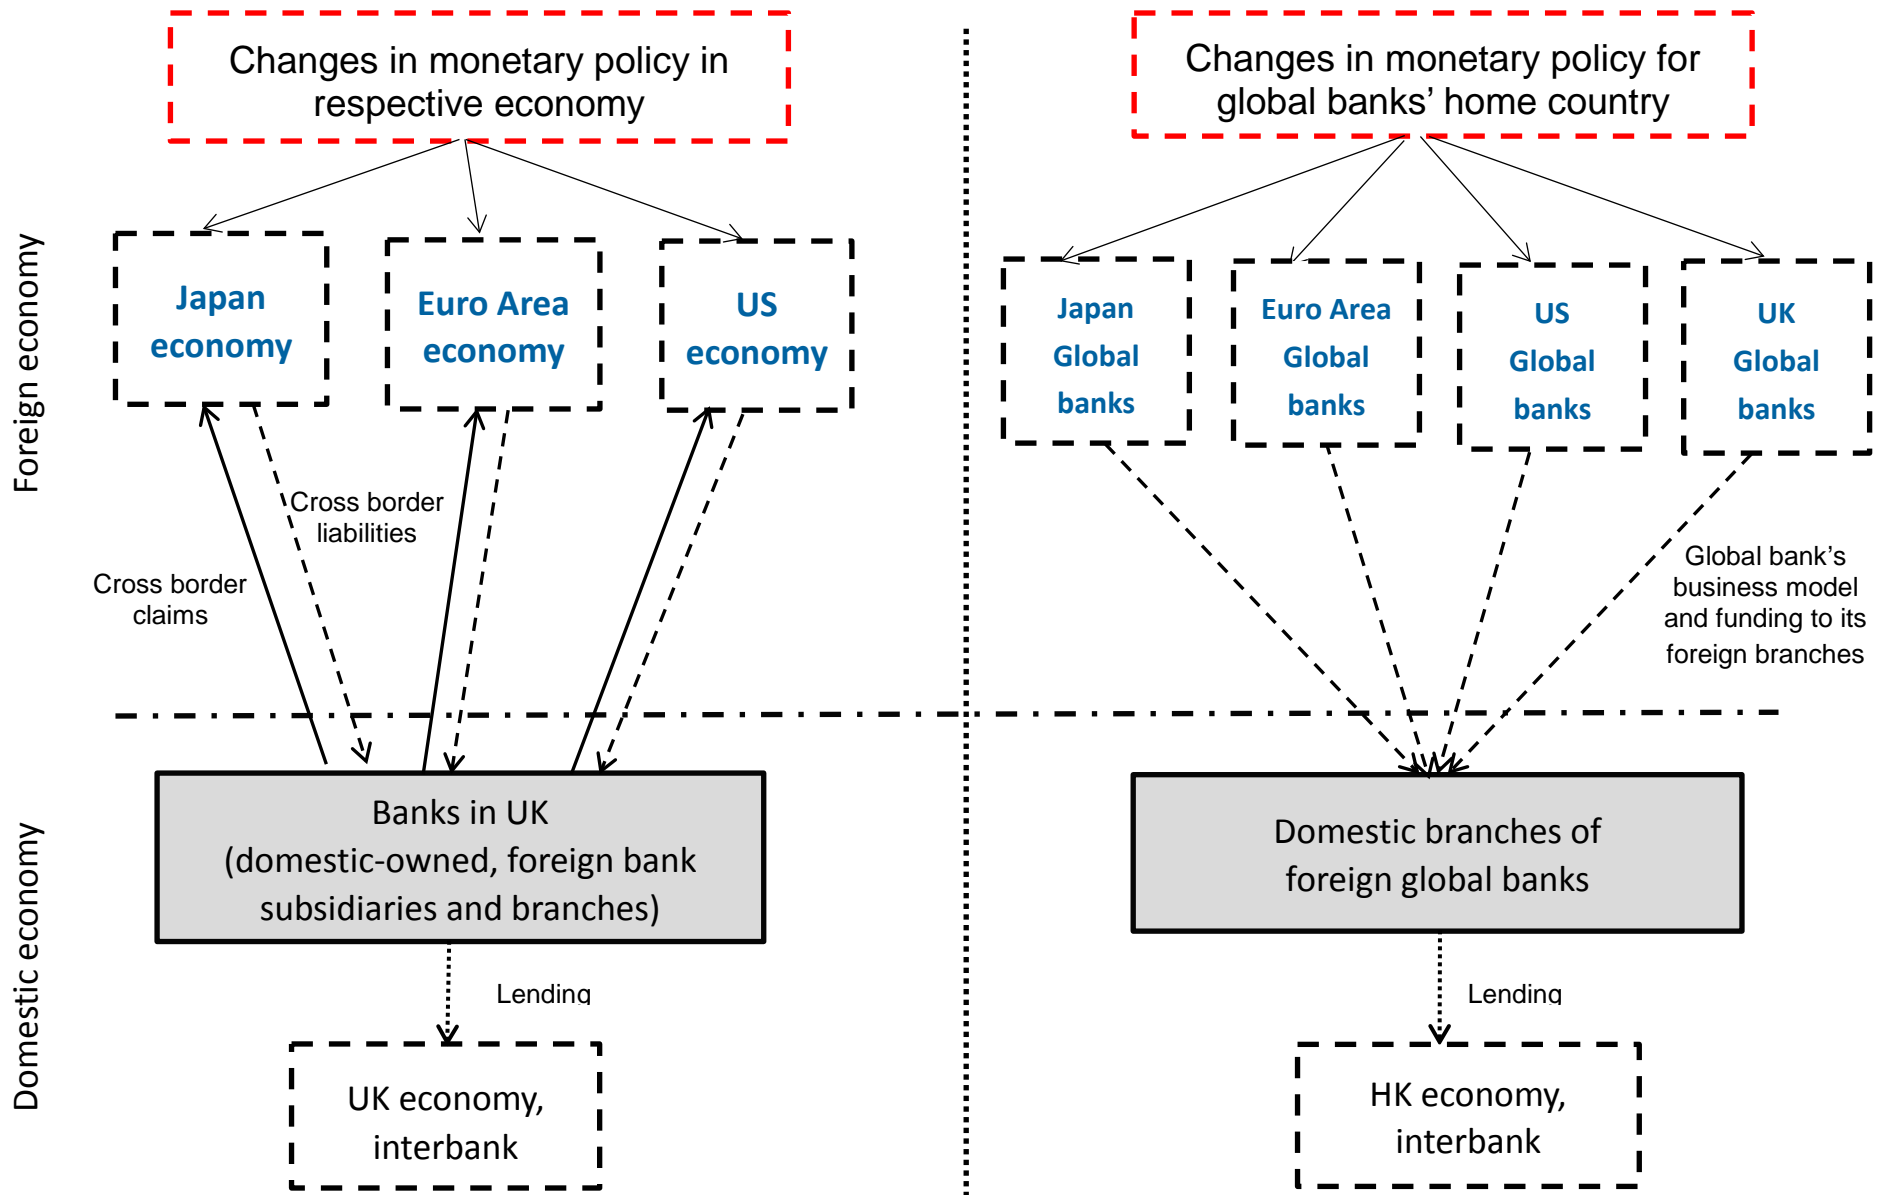 Changes in monetary policy in
respective economy
Changes in monetary policy for
global banks’ home country
Foreign economy
Japan
economy
Euro Area
economy
US
economy
Japan
Global
banks
Euro Area
Global
banks
US
Global
banks
UK
Global
banks
Cross border
liabilities
Cross border
claims
Global bank’s
business model
and funding to its
foreign branches
Domestic economy
Banks in UK
(domestic-owned, foreign bank
subsidiaries and branches)
Domestic branches of
foreign global banks
Lending
Lending
UK economy,
interbank
HK economy,
interbank